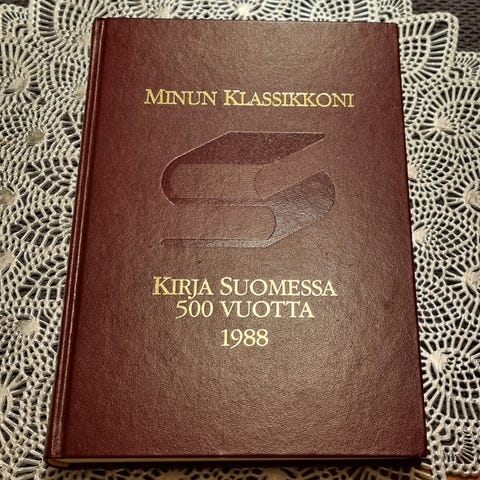 MINUN KLASSIKKONI
KIRJA SUOMESSA
500 VUOTTA
1988